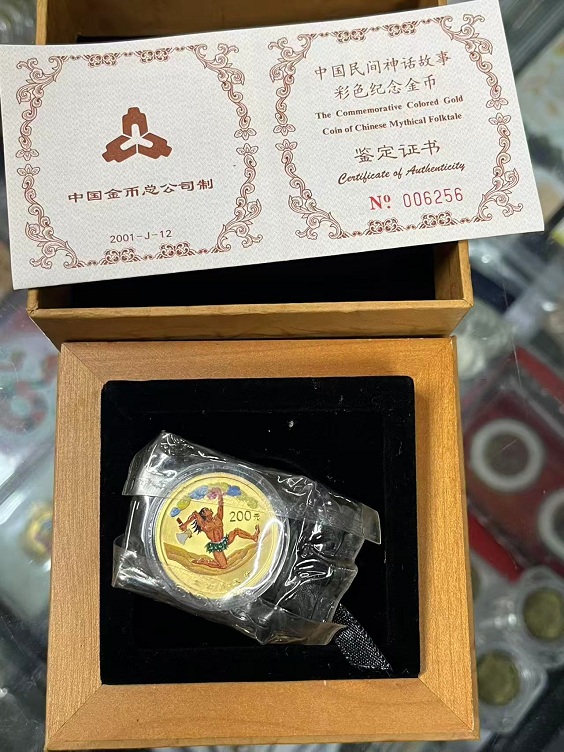 中国金币总公司制
2001-J-12
中国民间神话故事
彩色纪念金币
The Commemorative Colored Gold
Coin of Chinese Mythical Folktale
鉴定证书
Certificate of Authenticity
Nº 006256
200元